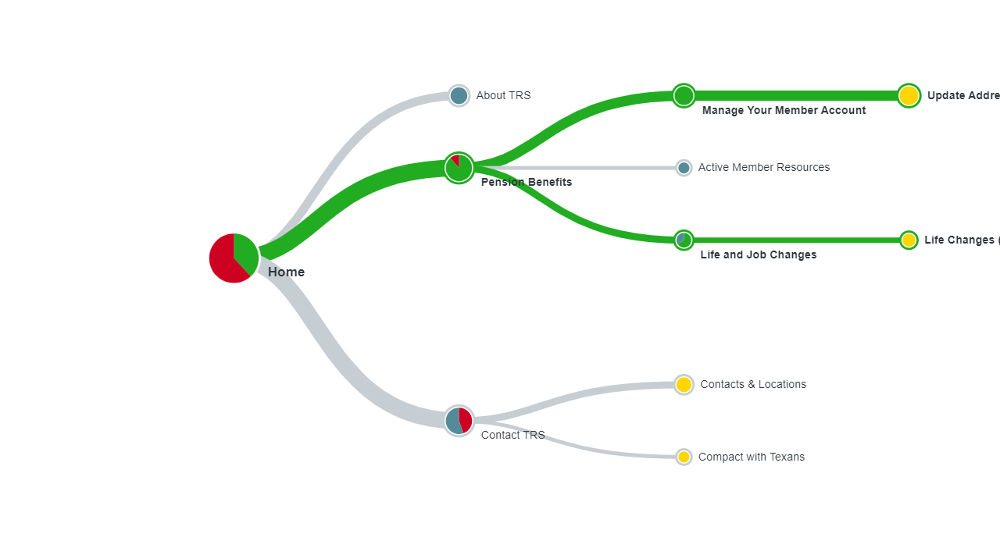 About TRS
Update
Manage Your Member Account
Active Member Resources
Pension Benefits
Life Changes (
Life and Job Changes
Home
Contacts & Locations
Contact TRS
Compact with Texans